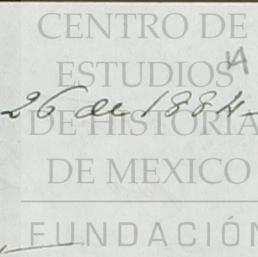 CENTRO DE
ESTUDIOS
26 de 1884-
DE HISTORIA
DE MEXICO
FUNDACIÓN